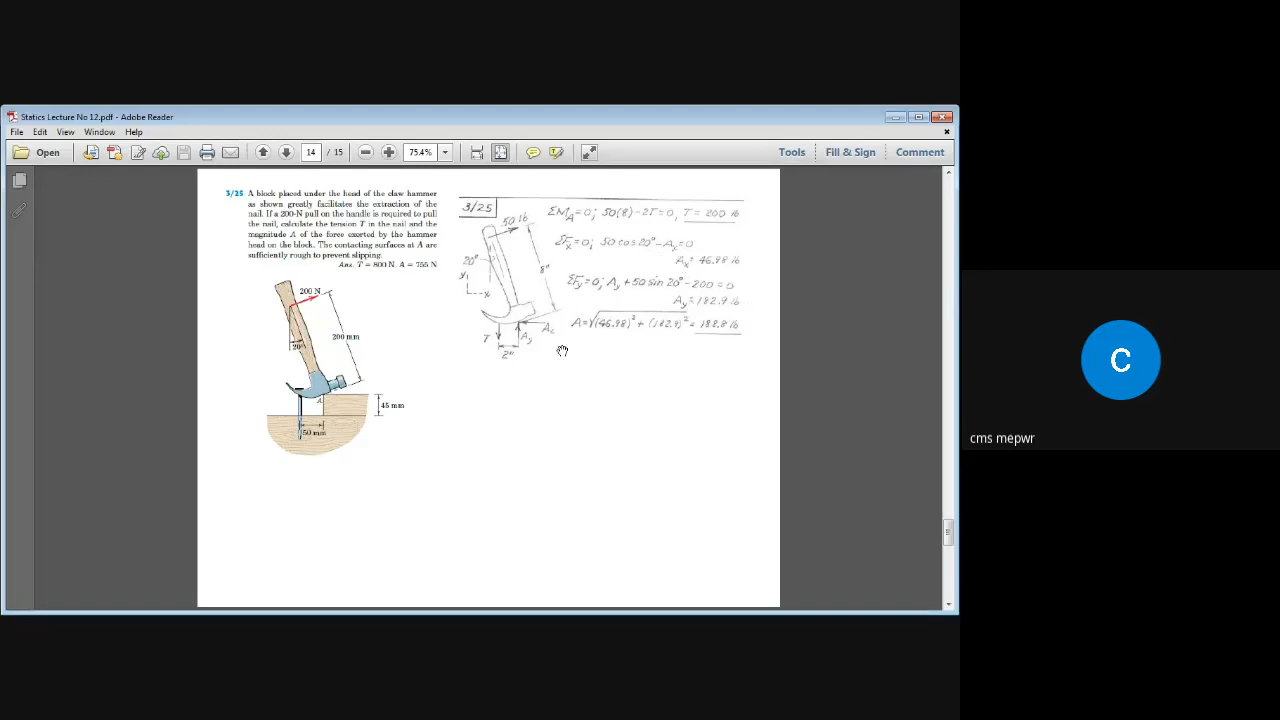 Statics Lecture No 12.pdf - Adobe Reader
File Edit View Window Help
Open 14 / 15 75.4% Tools Fill & Sign Comment
3/25 A block placed under the head of the claw hammer
as shown greatly facilitates the extraction of the
nail. If a 200-N pull on the handle is required to pull
the nail, calculate the tension T in the nail and the
magnitude A of the force exerted by the hammer
head on the block. The contacting surfaces at A are
sufficiently rough to prevent slipping.
Ans. T = 800 N, A = 755 N
200 N
20°
200 mm
A
45 mm
50 mm
3/25
ΣM_A=0; 50(8)-2T=0, T=200 lb
50 lb
ΣFx=0; 50 cos20°-Ax=0
Ax=46.98 lb
20°
8"
y
x
ΣFy=0; Ay+50sin20°-200=0
Ay=182.9 lb
A=√(46.98)²+(182.9)²=188.8 lb
T
Ay
Ax
2"
C
cms mepwr